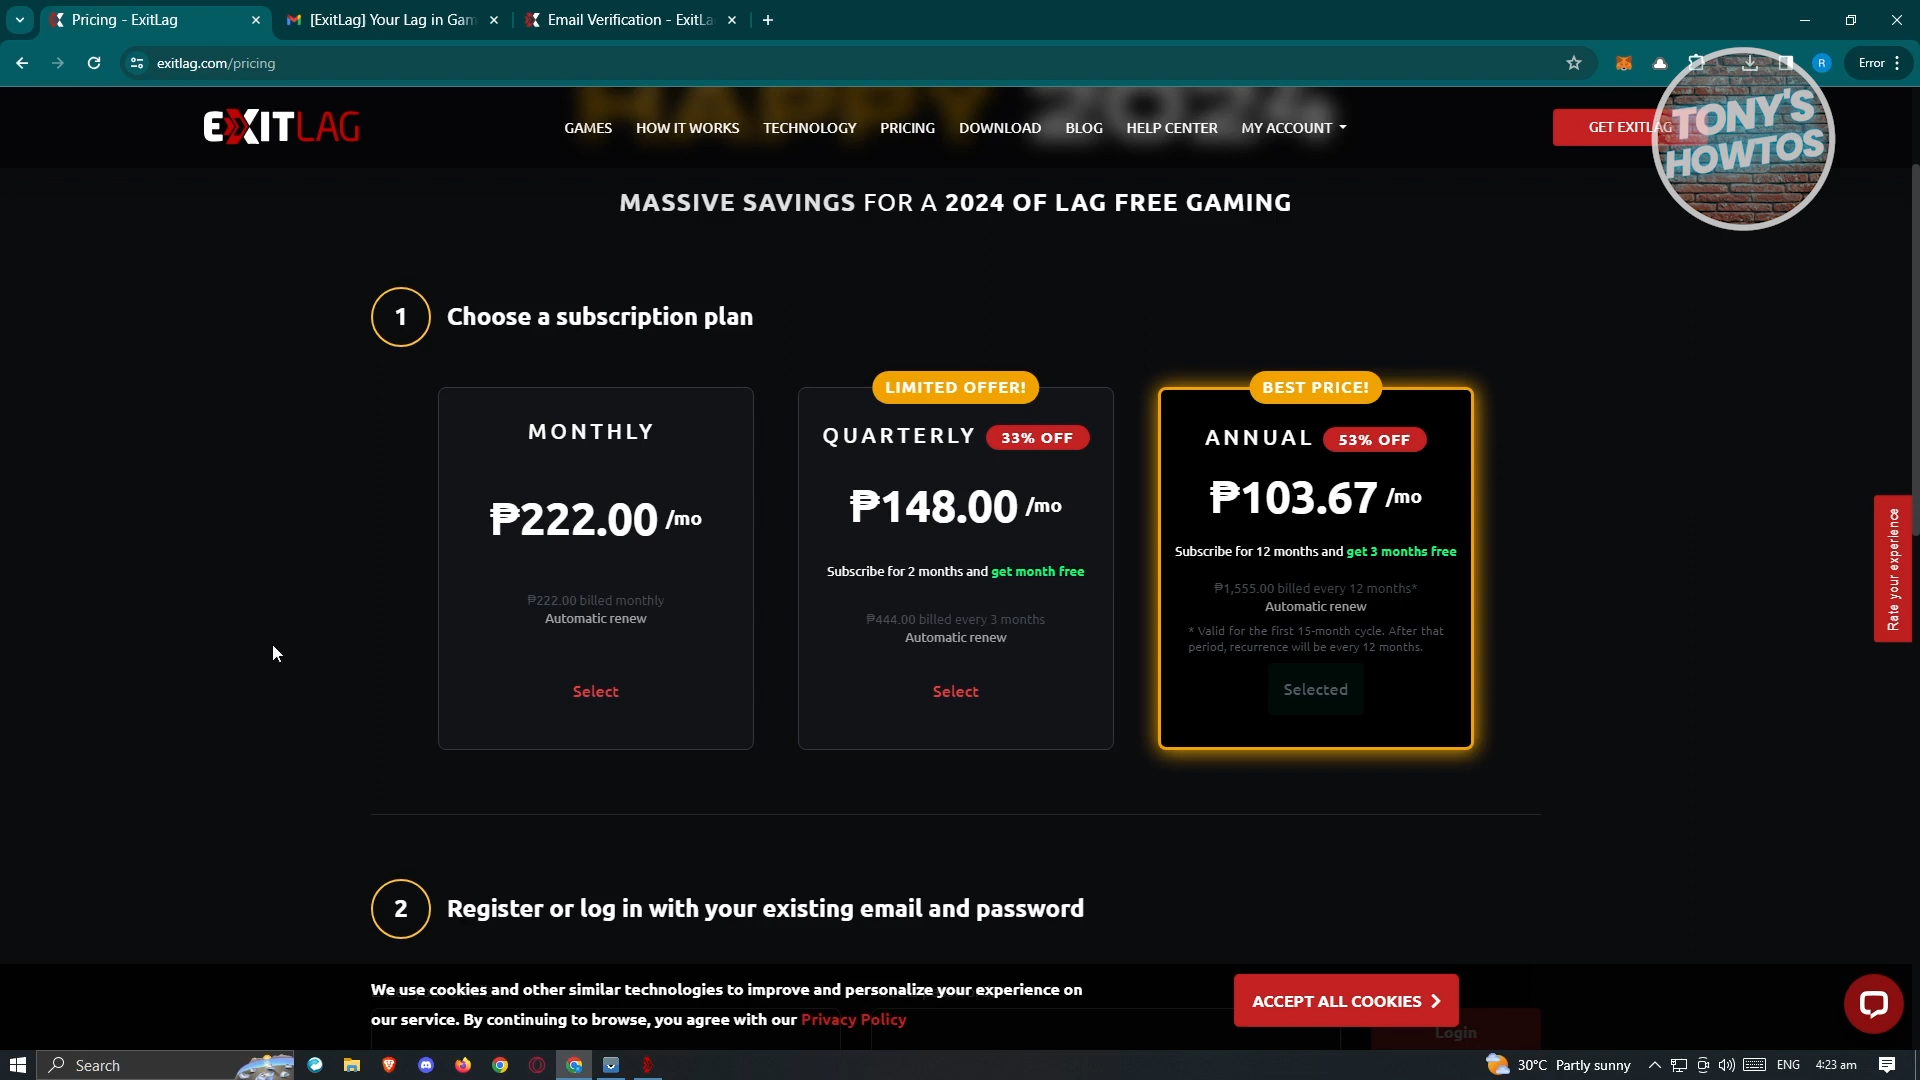 Pricing - ExitLag
[ExitLag] Your Lag in Gam
Email Verification - ExitLa
exitlag.com/pricing
R
Error
HAPPY 2024
EXITLAG
GAMES
HOW IT WORKS
TECHNOLOGY
PRICING
DOWNLOAD
BLOG
HELP CENTER
MY ACCOUNT
GET EXITLAG
TONY'S
HOWTOS
MASSIVE SAVINGS FOR A 2024 OF LAG FREE GAMING
1
Choose a subscription plan
MONTHLY
₱222.00 /mo
₱222.00 billed monthly
Automatic renew
Select
LIMITED OFFER!
QUARTERLY 33% OFF
₱148.00 /mo
Subscribe for 2 months and get month free
₱444.00 billed every 3 months
Automatic renew
Select
BEST PRICE!
ANNUAL 53% OFF
₱103.67 /mo
Subscribe for 12 months and get 3 months free
₱1,555.00 billed every 12 months*
Automatic renew
* Valid for the first 15-month cycle. After that
period, recurrence will be every 12 months.
Selected
Rate your experience
2
Register or log in with your existing email and password
We use cookies and other similar technologies to improve and personalize your experience on
our service. By continuing to browse, you agree with our Privacy Policy
ACCEPT ALL COOKIES
Login
Search
30°C Partly sunny
ENG
4:23 am